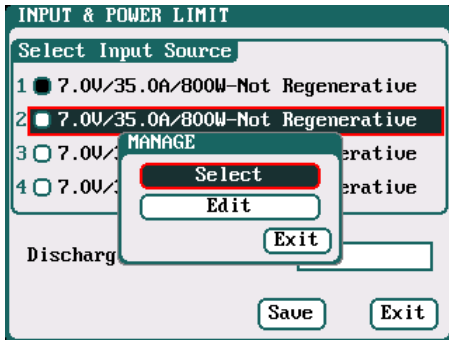 INPUT & POWER LIMIT
Select Input Source
1 7.0V/35.0A/800W-Not Regenerative
2 7.0V/35.0A/800W-Not Regenerative
MANAGE
3 7.0V/ erative
Select
4 7.0V/ erative
Edit
Exit
Discharg
Save Exit